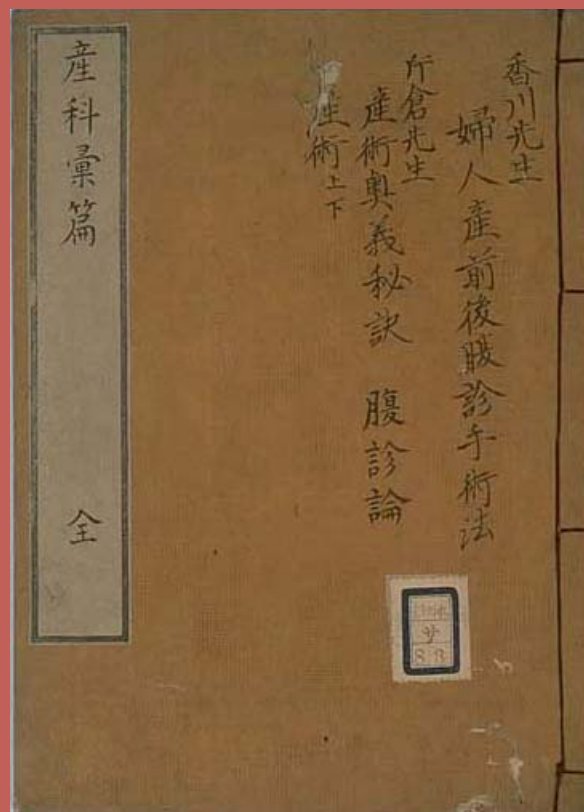 香川先生
婦人産前後腹診手術法
片倉先生
産術奥義秘訣 腹診論
産術上下
産科彙篇 全
サ